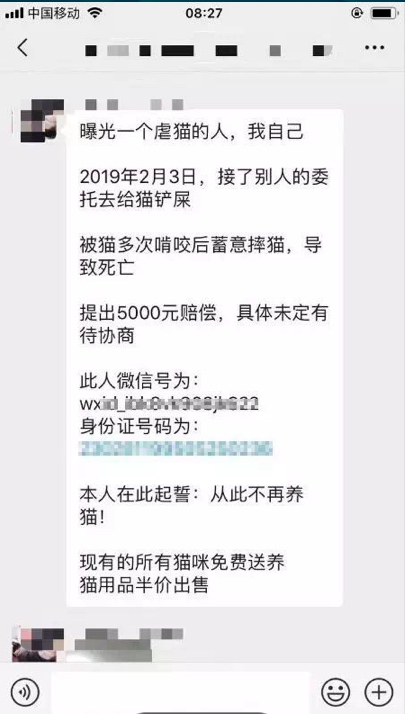 中国移动
08:27
曝光一个虐猫的人，我自己
2019年2月3日，接了别人的委
托去给猫铲屎
被猫多次啃咬后蓄意摔猫，导
致死亡
提出5000元赔偿，具体未定有
待协商
此人微信号为：
身份证号码为：
本人在此起誓：从此不再养
猫！
现有的所有猫咪免费送养
猫用品半价出售